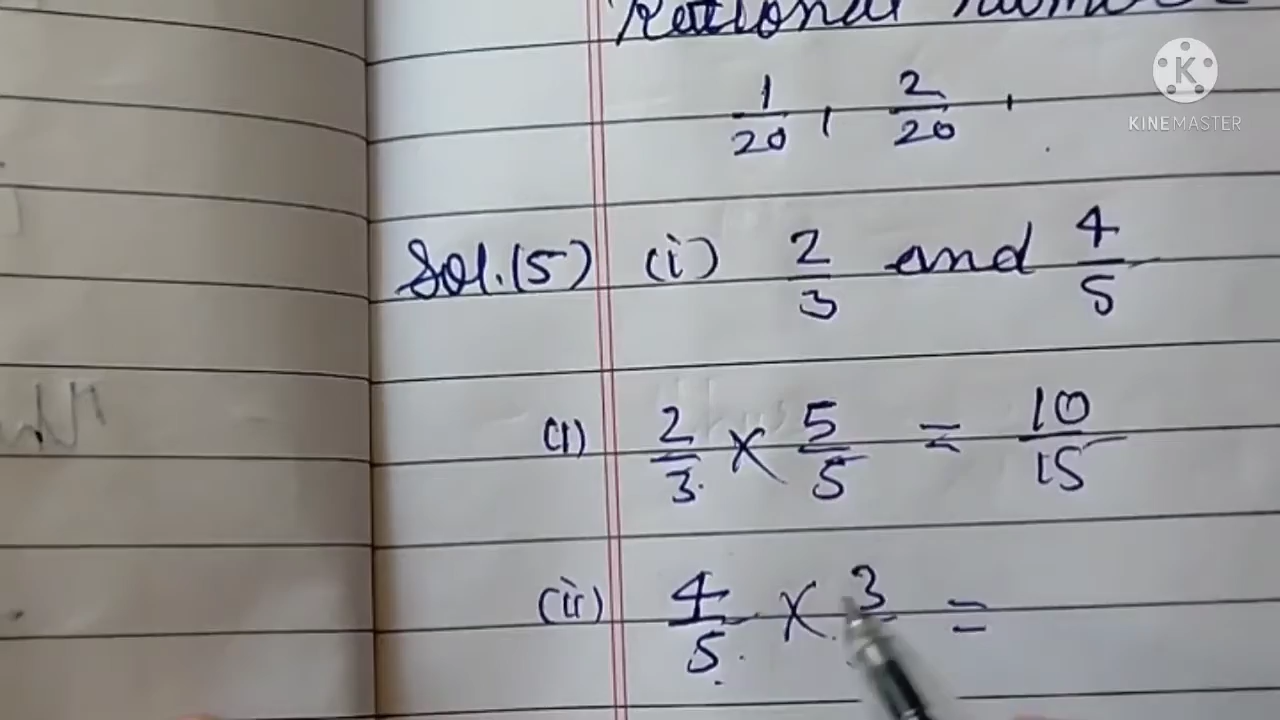 Rational
K
KINEMASTER
1/20, 2/20,
Sol.(5) (i) 2/3 and 4/5
(i) 2/3 × 5/5 = 10/15
(ii) 4/5 × 3 =